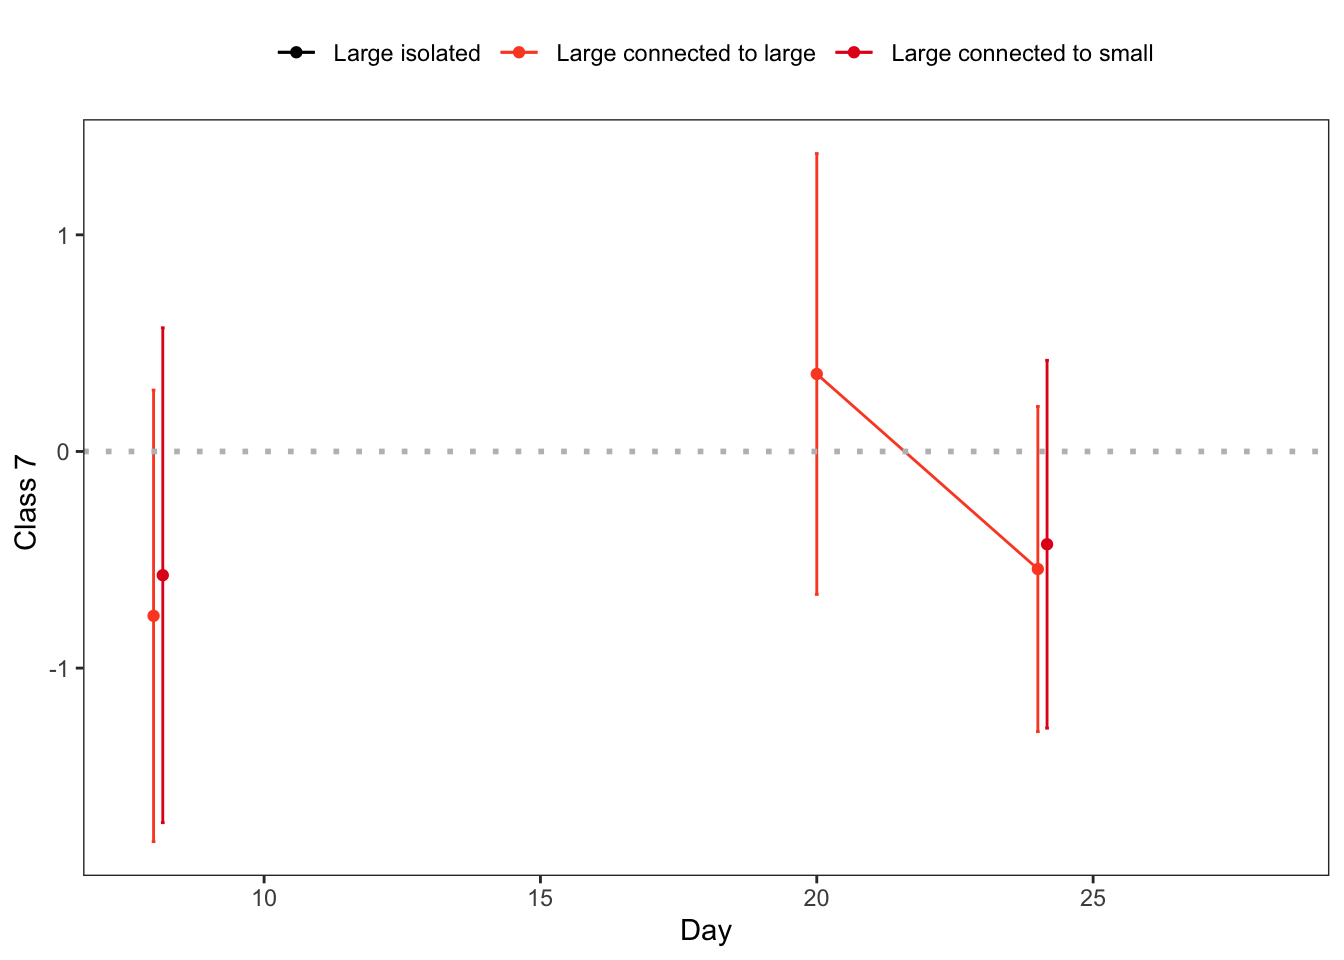 Large isolated Large connected to large Large connected to small
1
0
-1
Class 7
10 15 20 25
Day